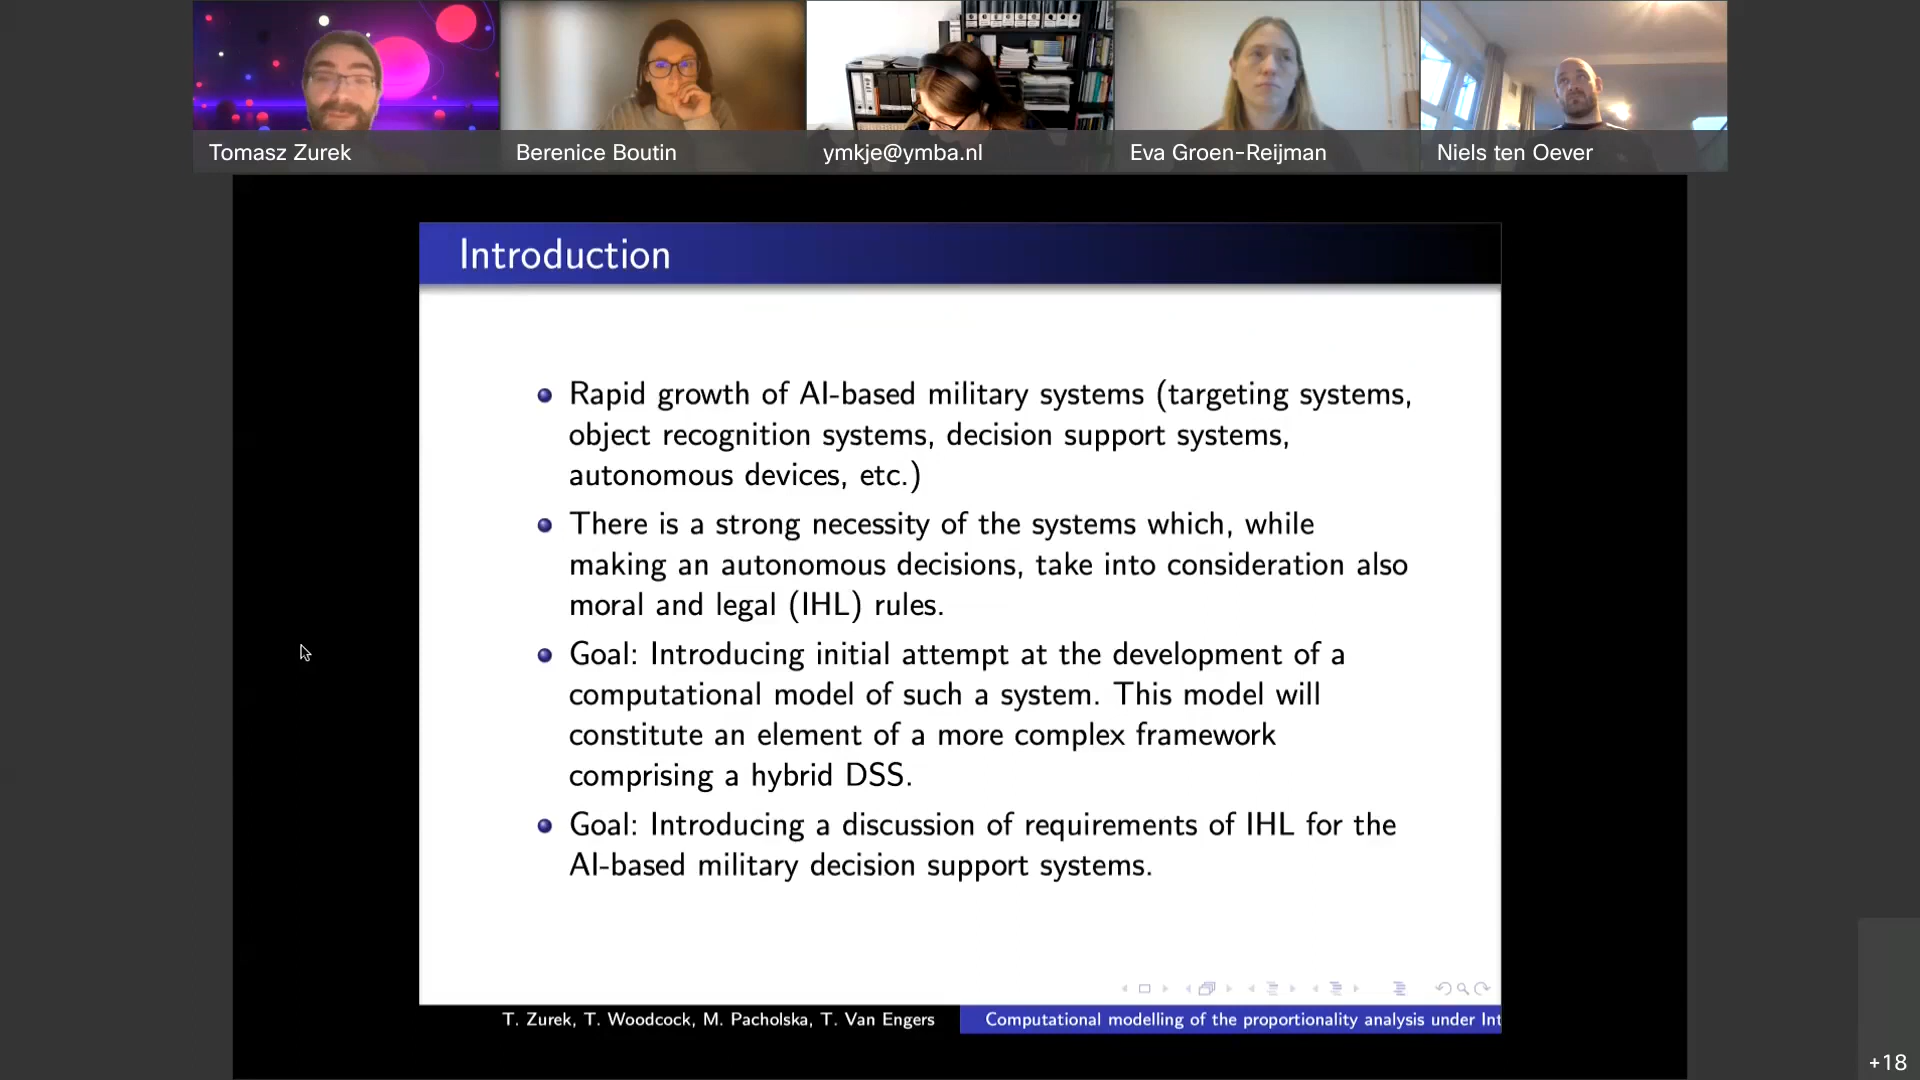 Tomasz Zurek
Berenice Boutin
ymkje@ymba.nl
Eva Groen-Reijman
Niels ten Oever
Introduction
Rapid growth of AI-based military systems (targeting systems,
object recognition systems, decision support systems,
autonomous devices, etc.)
There is a strong necessity of the systems which, while
making an autonomous decisions, take into consideration also
moral and legal (IHL) rules.
Goal: Introducing initial attempt at the development of a
computational model of such a system. This model will
constitute an element of a more complex framework
comprising a hybrid DSS.
Goal: Introducing a discussion of requirements of IHL for the
AI-based military decision support systems.
T. Zurek, T. Woodcock, M. Pacholska, T. Van Engers
Computational modelling of the proportionality analysis under Int
+18